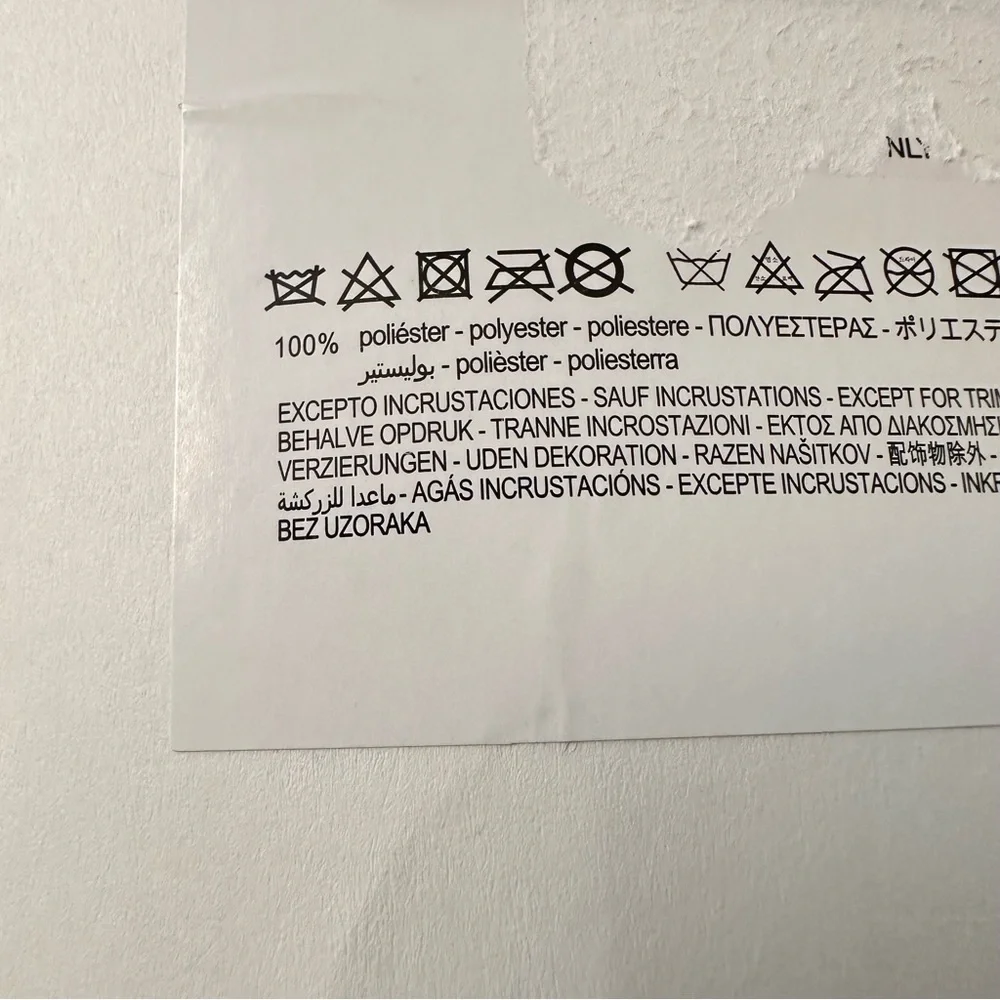 NLY
100% poliéster - polyester - poliestere - ΠΟΛΥΕΣΤΕΡΑΣ - ポリエステ
بوليستير - polièster - poliesterra
EXCEPTO INCRUSTACIONES - SAUF INCRUSTATIONS - EXCEPT FOR TRI
BEHALVE OPDRUK - TRANNE INCROSTAZIONI - ΕΚΤΟΣ ΑΠΟ ΔΙΑΚΟΣΜΗΣ
VERZIERUNGEN - UDEN DEKORATION - RAZEN NAŠITKOV - 配饰物除外 -
ماعدا للزركشة - AGÁS INCRUSTACIÓNS - EXCEPTE INCRUSTACIONS - INKR
BEZ UZORAKA